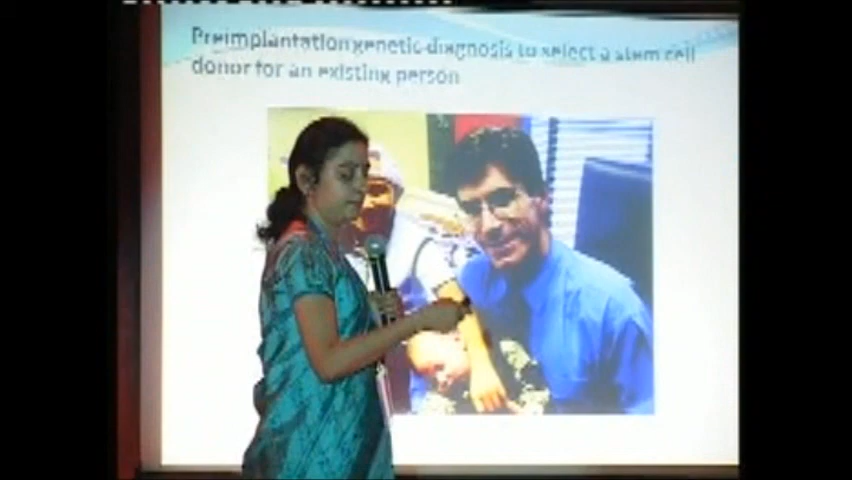 Preimplantation genetic diagnosis to select a stem cell
donor for an existing person